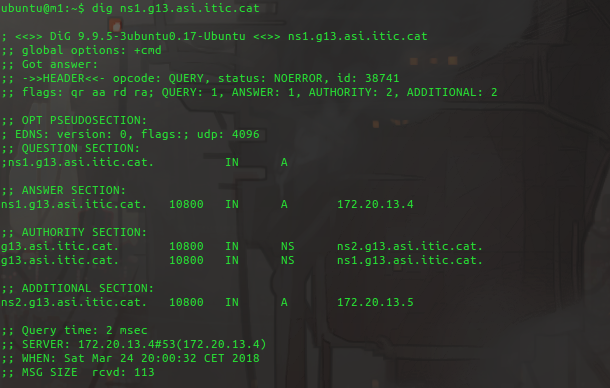 ubuntu@m1:~$ dig ns1.g13.asi.itic.cat
; <<>> DiG 9.9.5-3ubuntu0.17-Ubuntu <<>> ns1.g13.asi.itic.cat
;; global options: +cmd
;; Got answer:
;; ->>HEADER<<- opcode: QUERY, status: NOERROR, id: 38741
;; flags: qr aa rd ra; QUERY: 1, ANSWER: 1, AUTHORITY: 2, ADDITIONAL: 2
;; OPT PSEUDOSECTION:
; EDNS: version: 0, flags:; udp: 4096
;; QUESTION SECTION:
;ns1.g13.asi.itic.cat. IN A
;; ANSWER SECTION:
ns1.g13.asi.itic.cat. 10800 IN A 172.20.13.4
;; AUTHORITY SECTION:
g13.asi.itic.cat. 10800 IN NS ns2.g13.asi.itic.cat.
g13.asi.itic.cat. 10800 IN NS ns1.g13.asi.itic.cat.
;; ADDITIONAL SECTION:
ns2.g13.asi.itic.cat. 10800 IN A 172.20.13.5
;; Query time: 2 msec
;; SERVER: 172.20.13.4#53(172.20.13.4)
;; WHEN: Sat Mar 24 20:00:32 CET 2018
;; MSG SIZE rcvd: 113